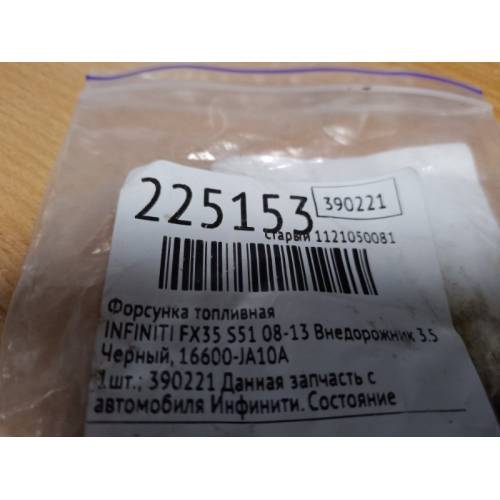 225153 390221
старый 1121050081
Форсунка топливная
INFINITI FX35 S51 08-13 Внедорожник 3.5
Черный, 16600-JA10A
1шт.; 390221 Данная запчасть с
автомобиля Инфинити. Состояние